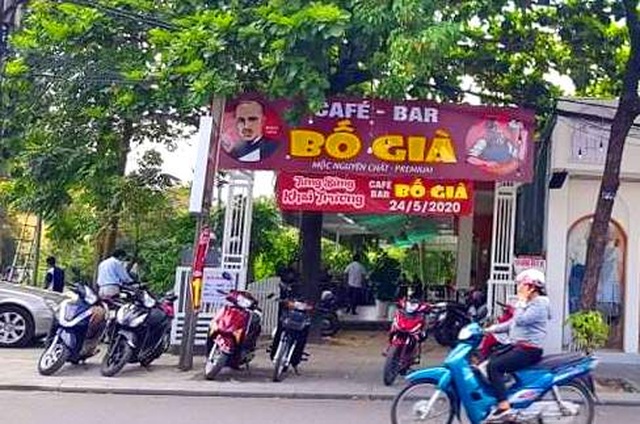 CAFÉ - BAR
BỐ GIÀ
MỘC NGUYÊN CHẤT - PREMIUM
Tưng Bừng
Khai Trương
CAFE
BAR
BỐ GIÀ
24/5/2020